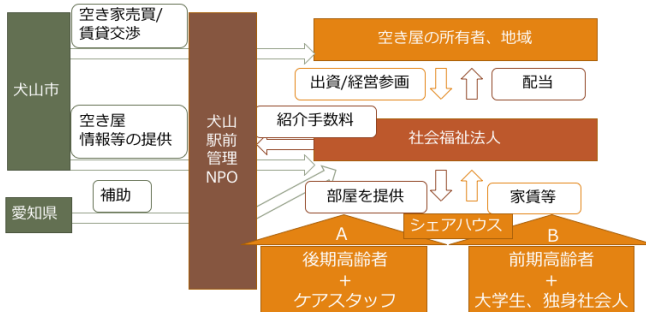 空き家売買/
賃貸交渉
空き屋の所有者、地域
犬山市
出資/経営参画
配当
空き屋
情報等の提供
犬山
駅前
管理
NPO
紹介手数料
社会福祉法人
補助
愛知県
部屋を提供
家賃等
シェアハウス
A
B
後期高齢者
+
ケアスタッフ
前期高齢者
+
大学生、独身社会人